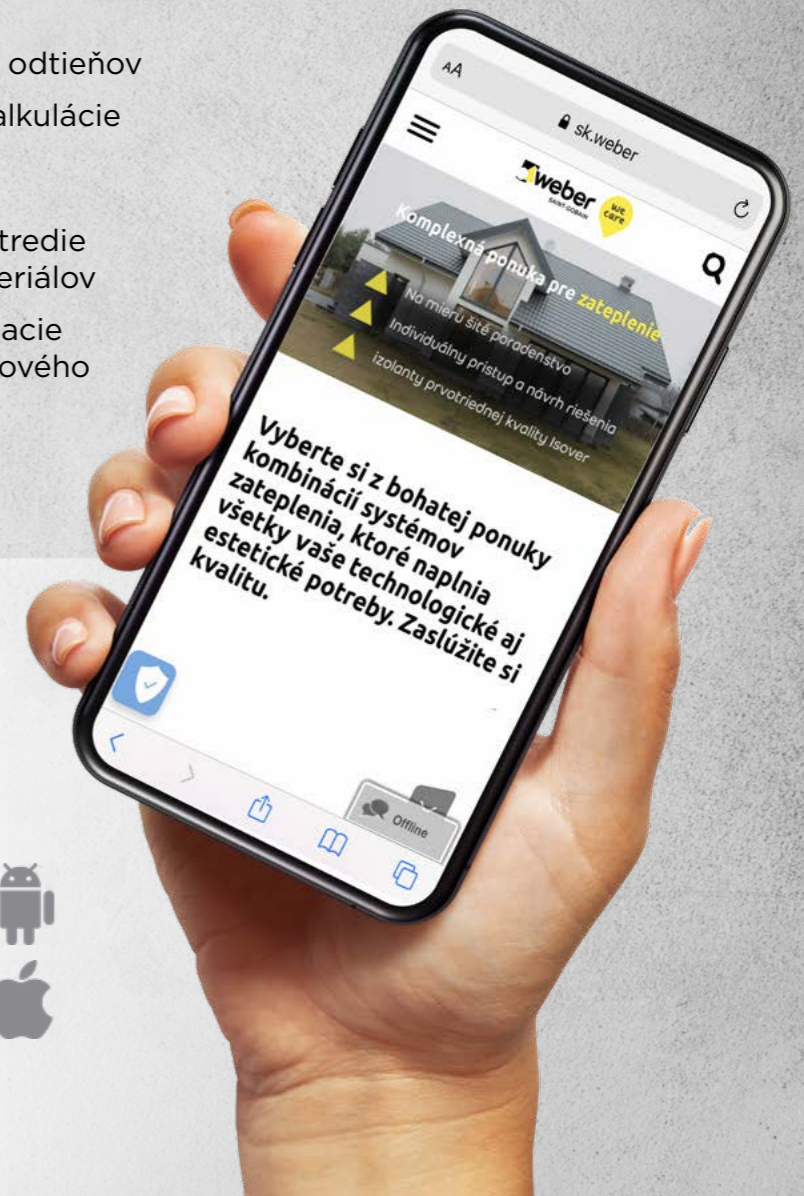 odtieňov
alkulácie
tredie
eriálov
acie
ového
AA
sk.weber
weber
SAINT-GOBAIN
we
care
Komplexná ponuka pre zateplenie
Na mieru šité poradenstvo
Individuálny prístup a návrh riešenia
izolanty prvotriednej kvality Isover
Vyberte si z bohatej ponuky
kombinácií systémov
zateplenia, ktoré naplnia
všetky vaše technologické aj
estetické potreby. Zaslúžite si
kvalitu.
Offline